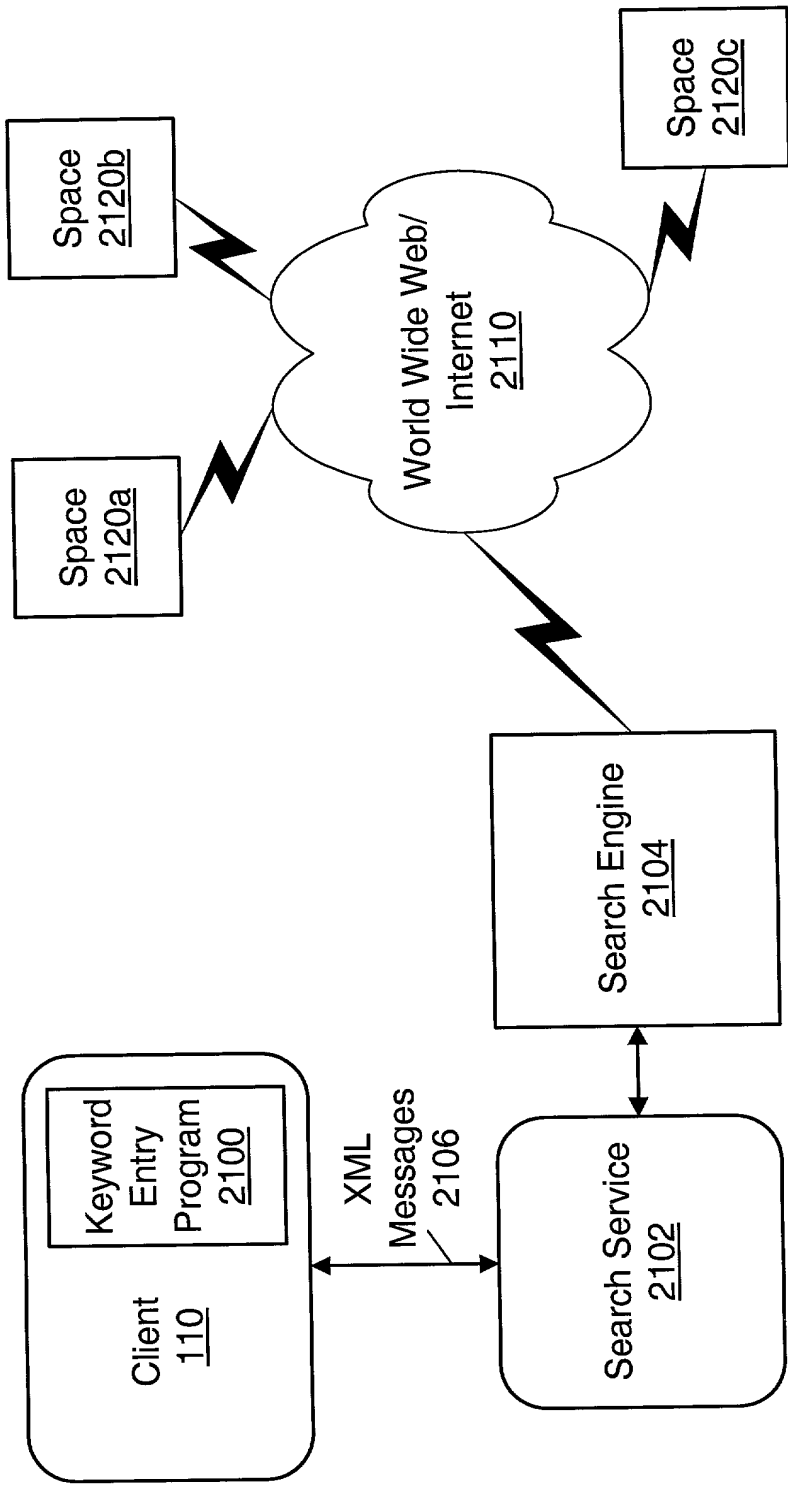 Client
110
Keyword
Entry
Program
2100
XML
Messages
2106
Search Service
2102
Search Engine
2104
World Wide Web/
Internet
2110
Space
2120a
Space
2120b
Space
2120c